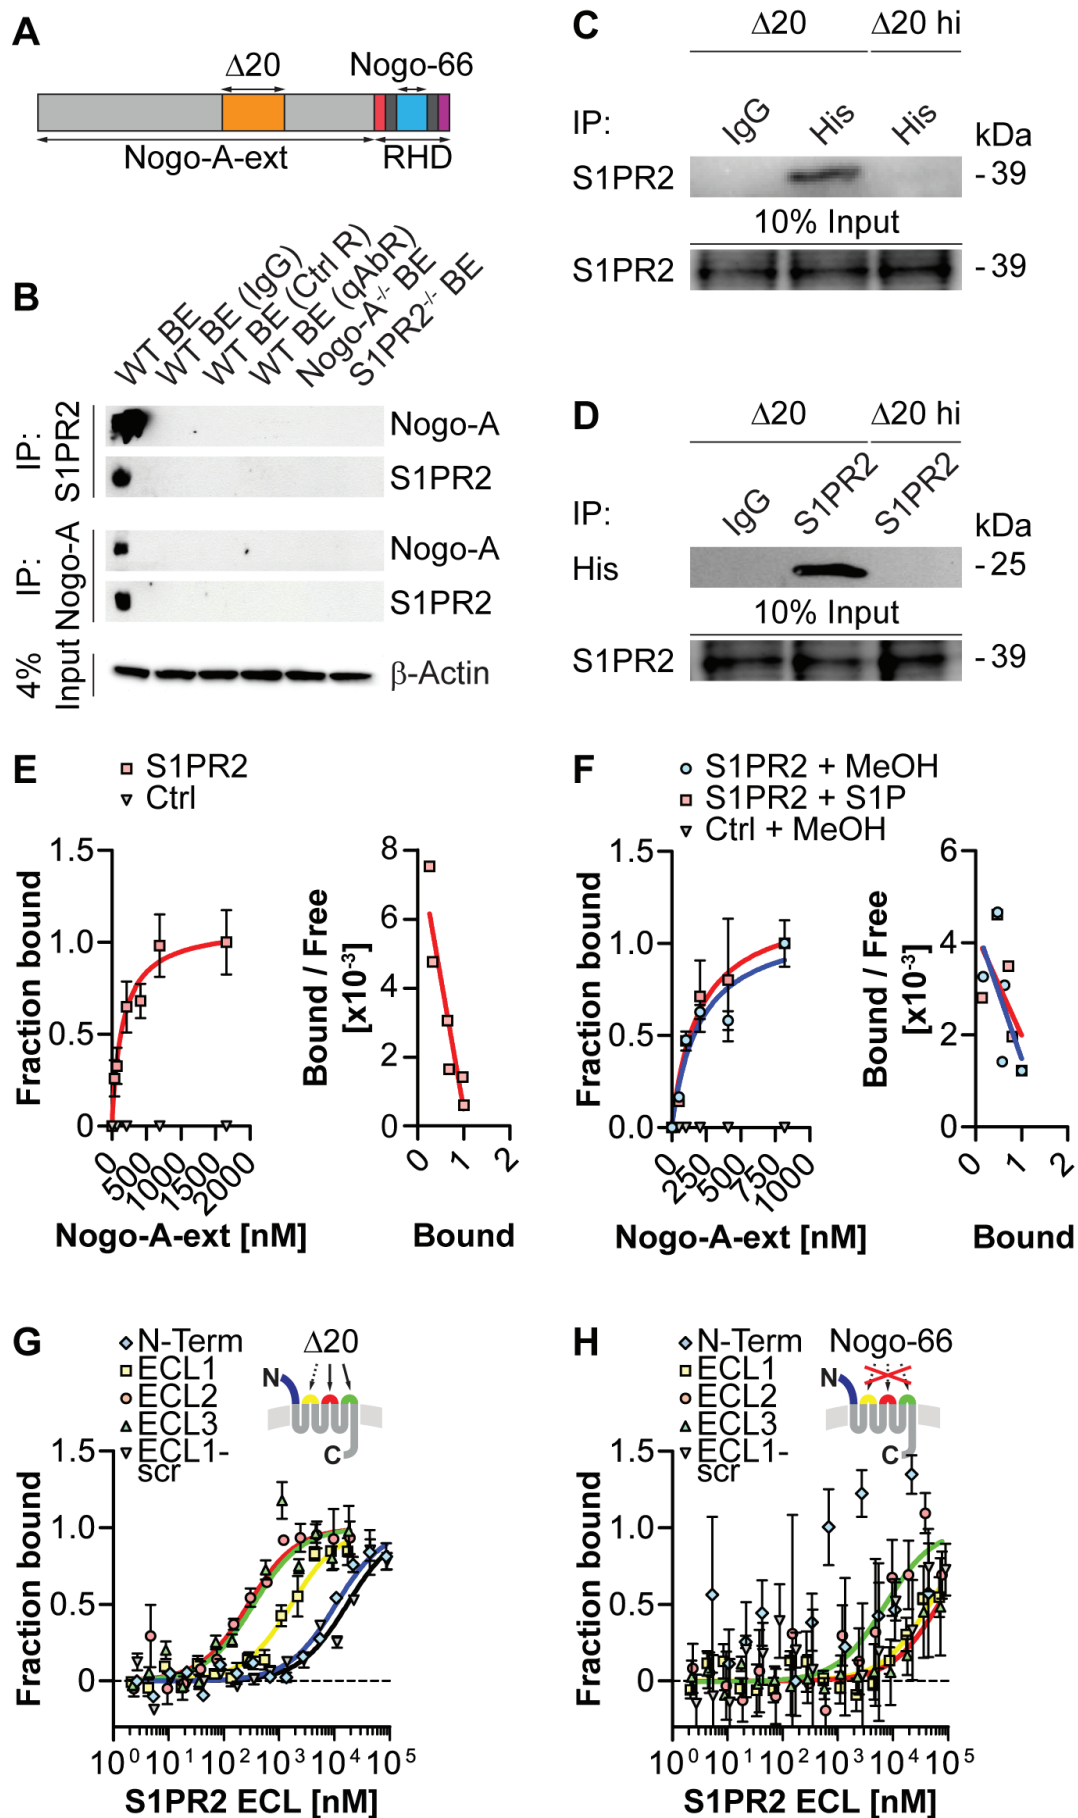 A
Δ20 Nogo-66
Nogo-A-ext RHD
B
WT BE
WT BE (IgG)
WT BE (Ctrl R)
WT BE (qAbR)
Nogo-A-/- BE
S1PR2-/- BE
IP: S1PR2
Nogo-A
S1PR2
IP: Nogo-A
Nogo-A
S1PR2
4% Input
β-Actin
C
Δ20 Δ20 hi
IP: IgG His His kDa
S1PR2 - 39
10% Input
S1PR2 - 39
D
Δ20 Δ20 hi
IP: IgG S1PR2 S1PR2 kDa
His - 25
10% Input
S1PR2 - 39
E
S1PR2
Ctrl
Fraction bound
1.5
1.0
0.5
0
0 500 1000 1500 2000
Nogo-A-ext [nM]
Bound / Free [x10-3]
8
6
4
2
0
0 1 2
Bound
F
S1PR2 + MeOH
S1PR2 + S1P
Ctrl + MeOH
Fraction bound
1.5
1.0
0.5
0.0
0 250 500 750 1000
Nogo-A-ext [nM]
Bound / Free [x10-3]
6
4
2
0
0 1 2
Bound
G
N-Term
ECL1
ECL2
ECL3
ECL1-
scr
Δ20
N
C
Fraction bound
1.5
1.0
0.5
0
10^0 10^1 10^2 10^3 10^4 10^5
S1PR2 ECL [nM]
H
N-Term
ECL1
ECL2
ECL3
ECL1-
scr
Nogo-66
N
C
Fraction bound
1.5
1.0
0.5
0
10^0 10^1 10^2 10^3 10^4 10^5
S1PR2 ECL [nM]